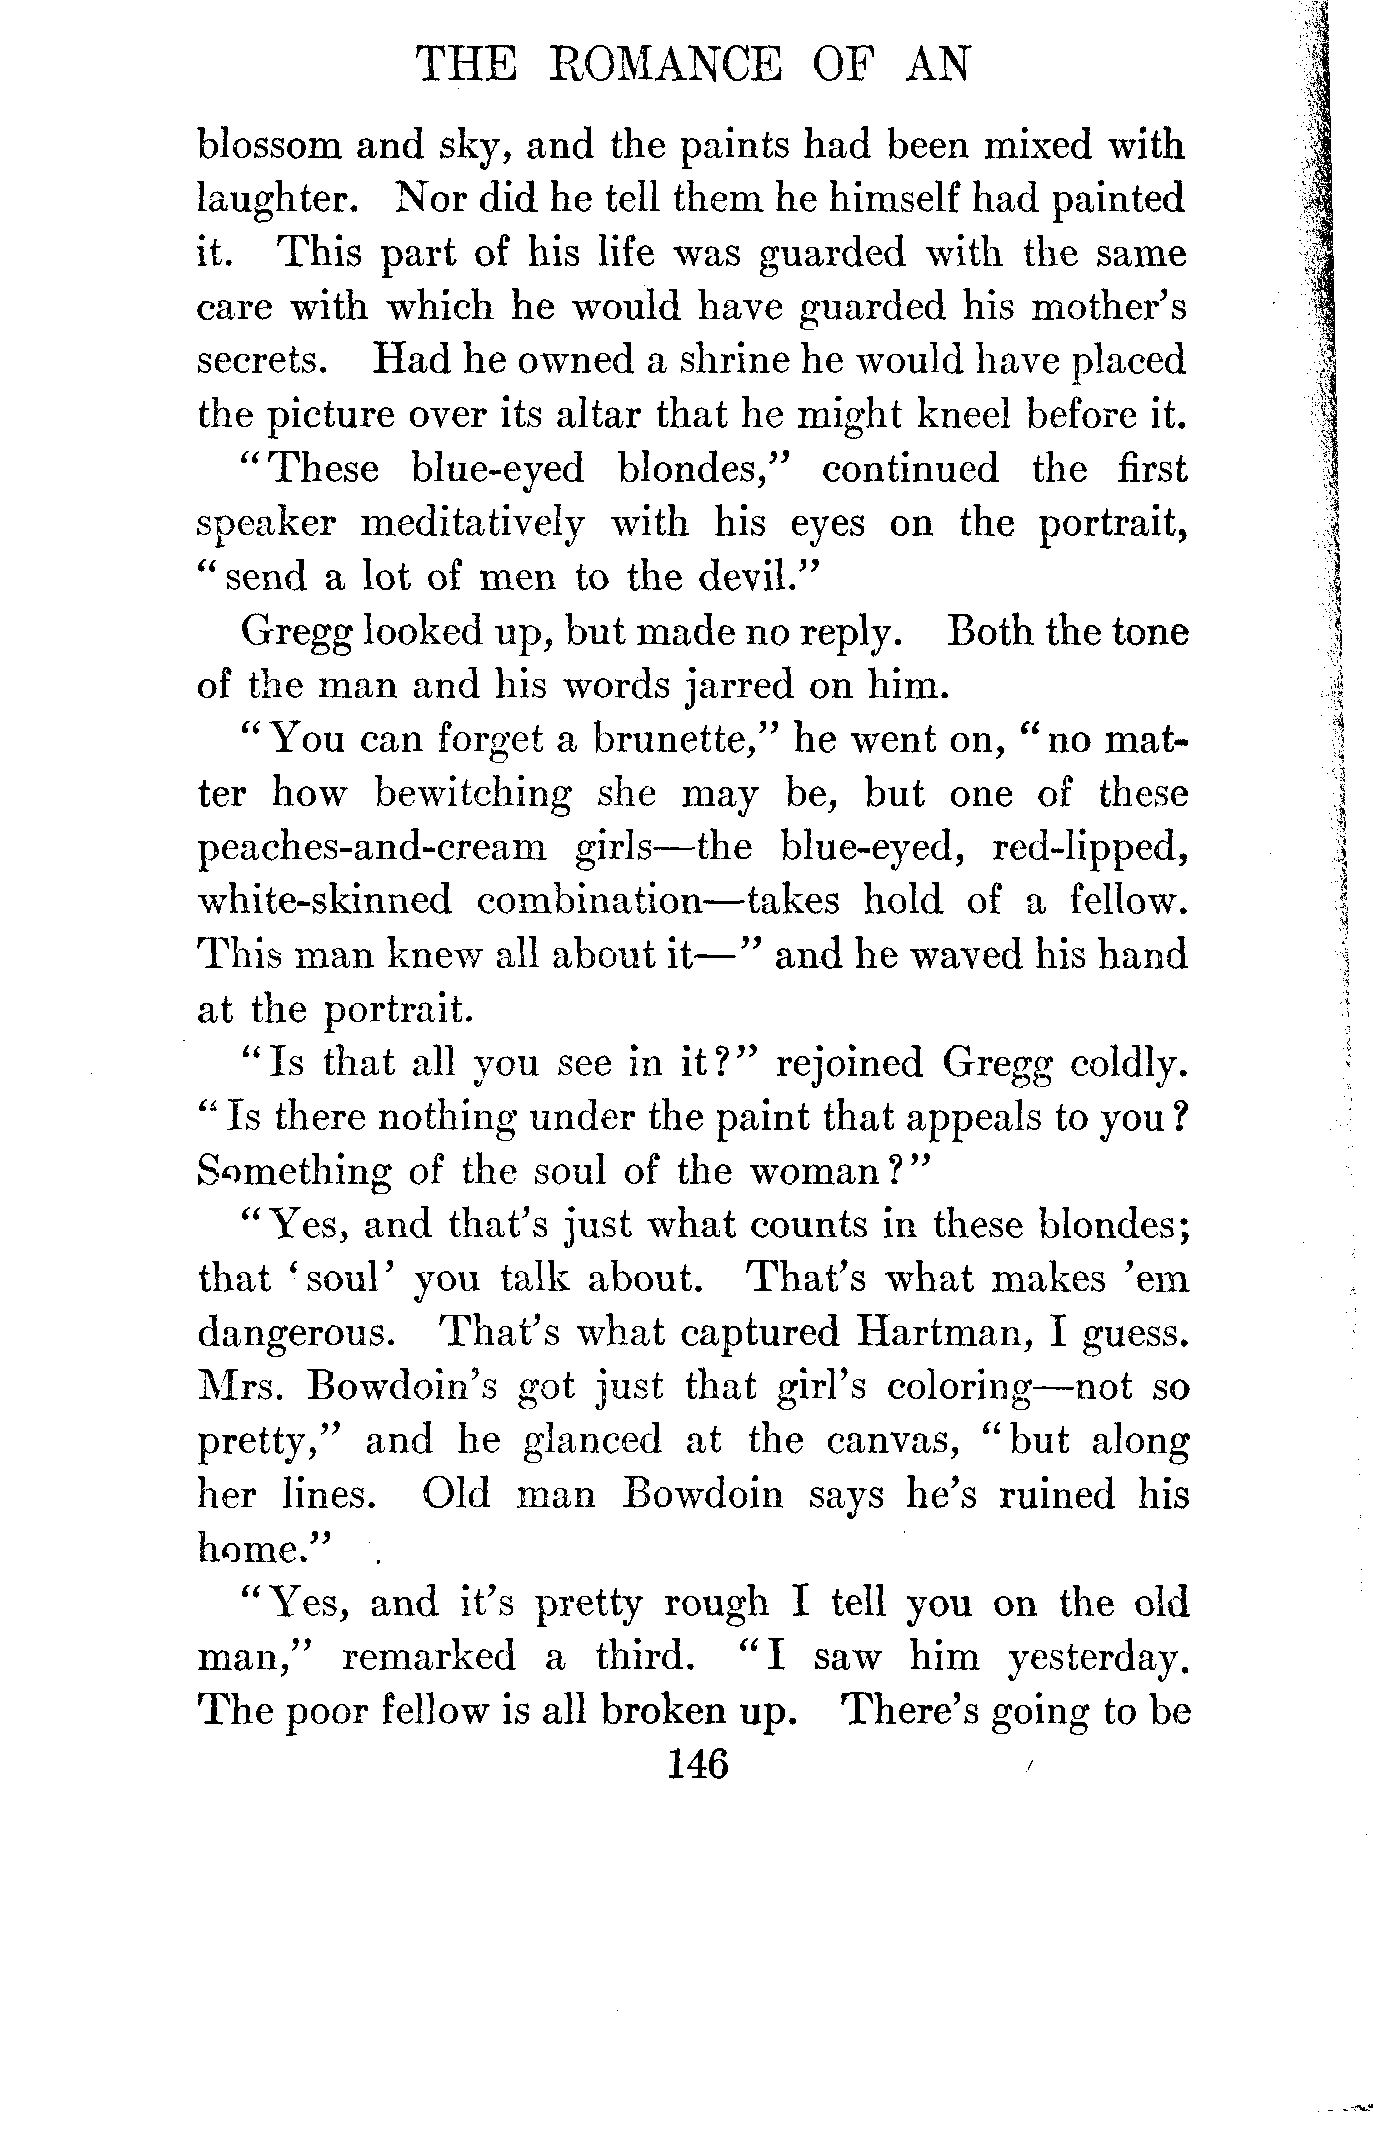 THE ROMANCE OF AN
blossom and sky, and the paints had been mixed with
laughter. Nor did he tell them he himself had painted
it. This part of his life was guarded with the same
care with which he would have guarded his mother's
secrets. Had he owned a shrine he would have placed
the picture over its altar that he might kneel before it.
"These blue-eyed blondes," continued the first
speaker meditatively with his eyes on the portrait,
"send a lot of men to the devil."
Gregg looked up, but made no reply. Both the tone
of the man and his words jarred on him.
"You can forget a brunette," he went on, "no mat-
ter how bewitching she may be, but one of these
peaches-and-cream girls—the blue-eyed, red-lipped,
white-skinned combination—takes hold of a fellow.
This man knew all about it—" and he waved his hand
at the portrait.
"Is that all you see in it?" rejoined Gregg coldly.
"Is there nothing under the paint that appeals to you?
Something of the soul of the woman?"
"Yes, and that's just what counts in these blondes;
that 'soul' you talk about. That's what makes 'em
dangerous. That's what captured Hartman, I guess.
Mrs. Bowdoin's got just that girl's coloring—not so
pretty," and he glanced at the canvas, "but along
her lines. Old man Bowdoin says he's ruined his
home."
"Yes, and it's pretty rough I tell you on the old
man," remarked a third. "I saw him yesterday.
The poor fellow is all broken up. There's going to be
146